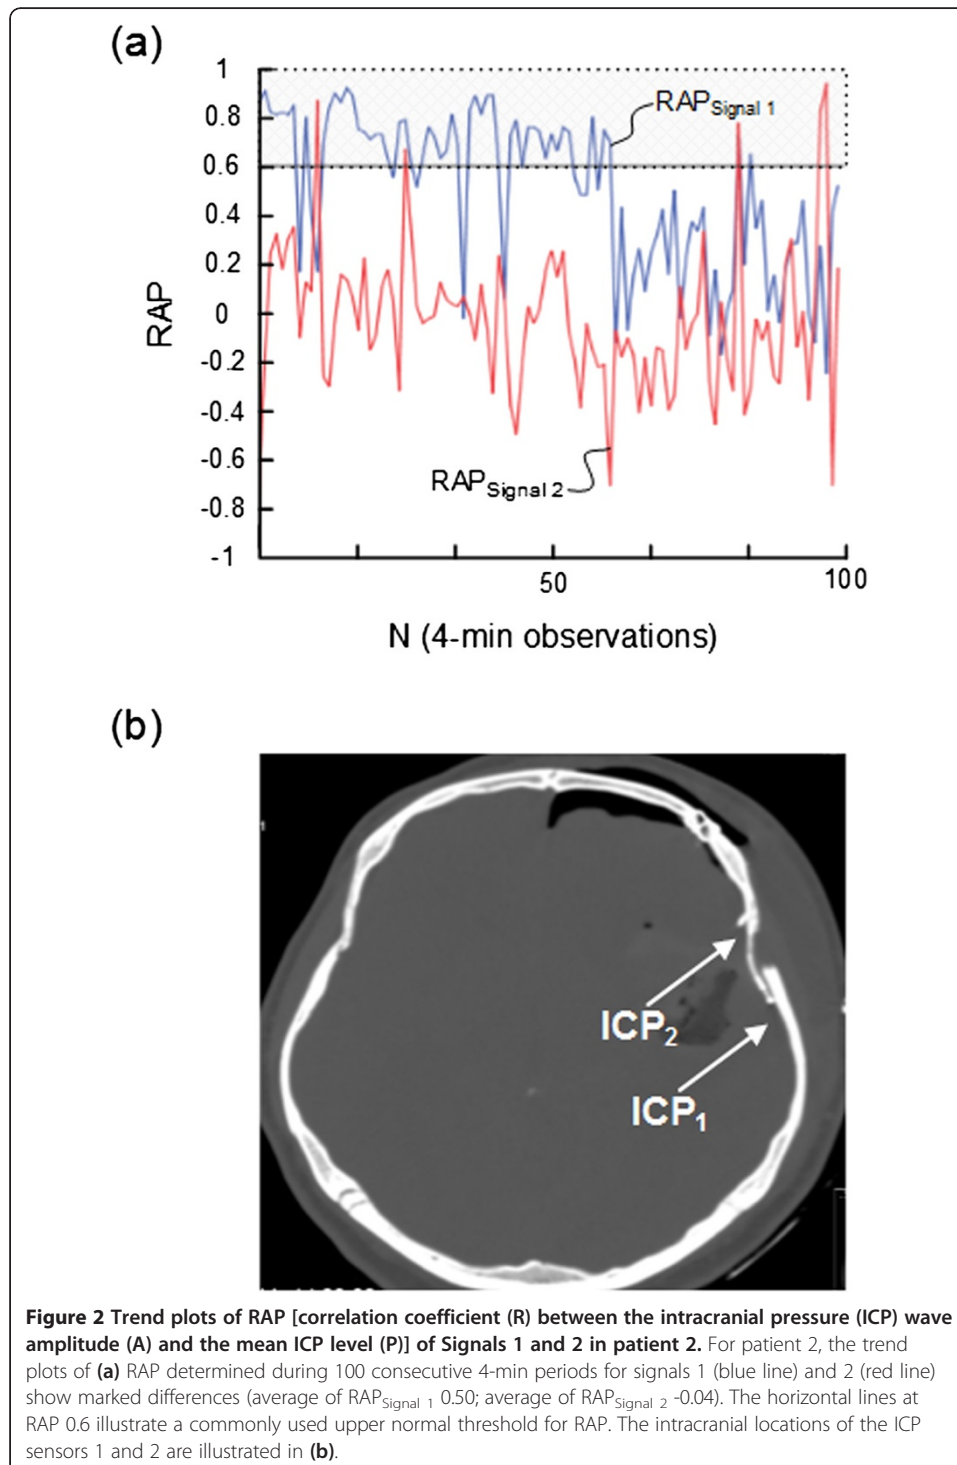 (a)
1
0.8
0.6
0.4
0.2
0
-0.2
-0.4
-0.6
-0.8
-1
RAP
RAPSignal 1
RAPSignal 2
50
100
N (4-min observations)
(b)
ICP2
ICP1
Figure 2 Trend plots of RAP [correlation coefficient (R) between the intracranial pressure (ICP) wave
amplitude (A) and the mean ICP level (P)] of Signals 1 and 2 in patient 2. For patient 2, the trend
plots of (a) RAP determined during 100 consecutive 4-min periods for signals 1 (blue line) and 2 (red line)
show marked differences (average of RAPSignal 1 0.50; average of RAPSignal 2 -0.04). The horizontal lines at
RAP 0.6 illustrate a commonly used upper normal threshold for RAP. The intracranial locations of the ICP
sensors 1 and 2 are illustrated in (b).